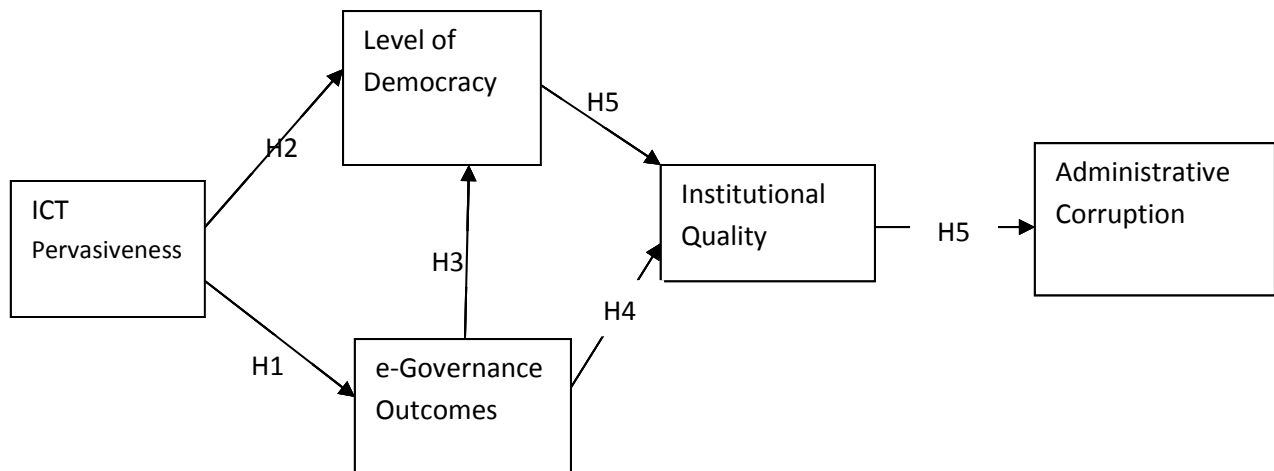 Level of
Democracy
H5
H2
ICT
Pervasiveness
Institutional
Quality
Administrative
Corruption
H5
H3
H4
H1
e-Governance
Outcomes